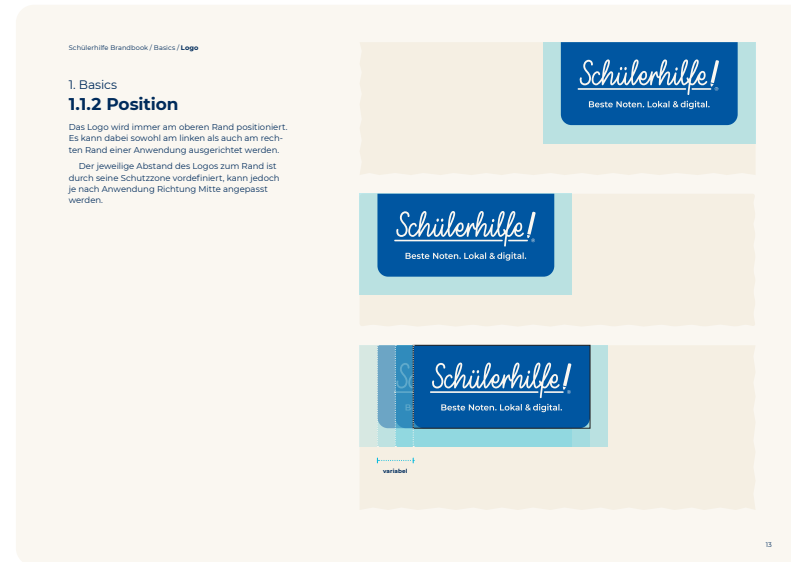 Schülerhilfe Brandbook / Basics / Logo
1. Basics
1.1.2 Position
Das Logo wird immer am oberen Rand positioniert.
Es kann dabei sowohl am linken als auch am rech-
ten Rand einer Anwendung ausgerichtet werden.
Der jeweilige Abstand des Logos zum Rand ist
durch seine Schutzzone vordefiniert, kann jedoch
je nach Anwendung Richtung Mitte angepasst
werden.
Schülerhilfe!®
Beste Noten. Lokal & digital.
Schülerhilfe!®
Beste Noten. Lokal & digital.
Sc
Schülerhilfe!®
B
Beste Noten. Lokal & digital.
variabel
13